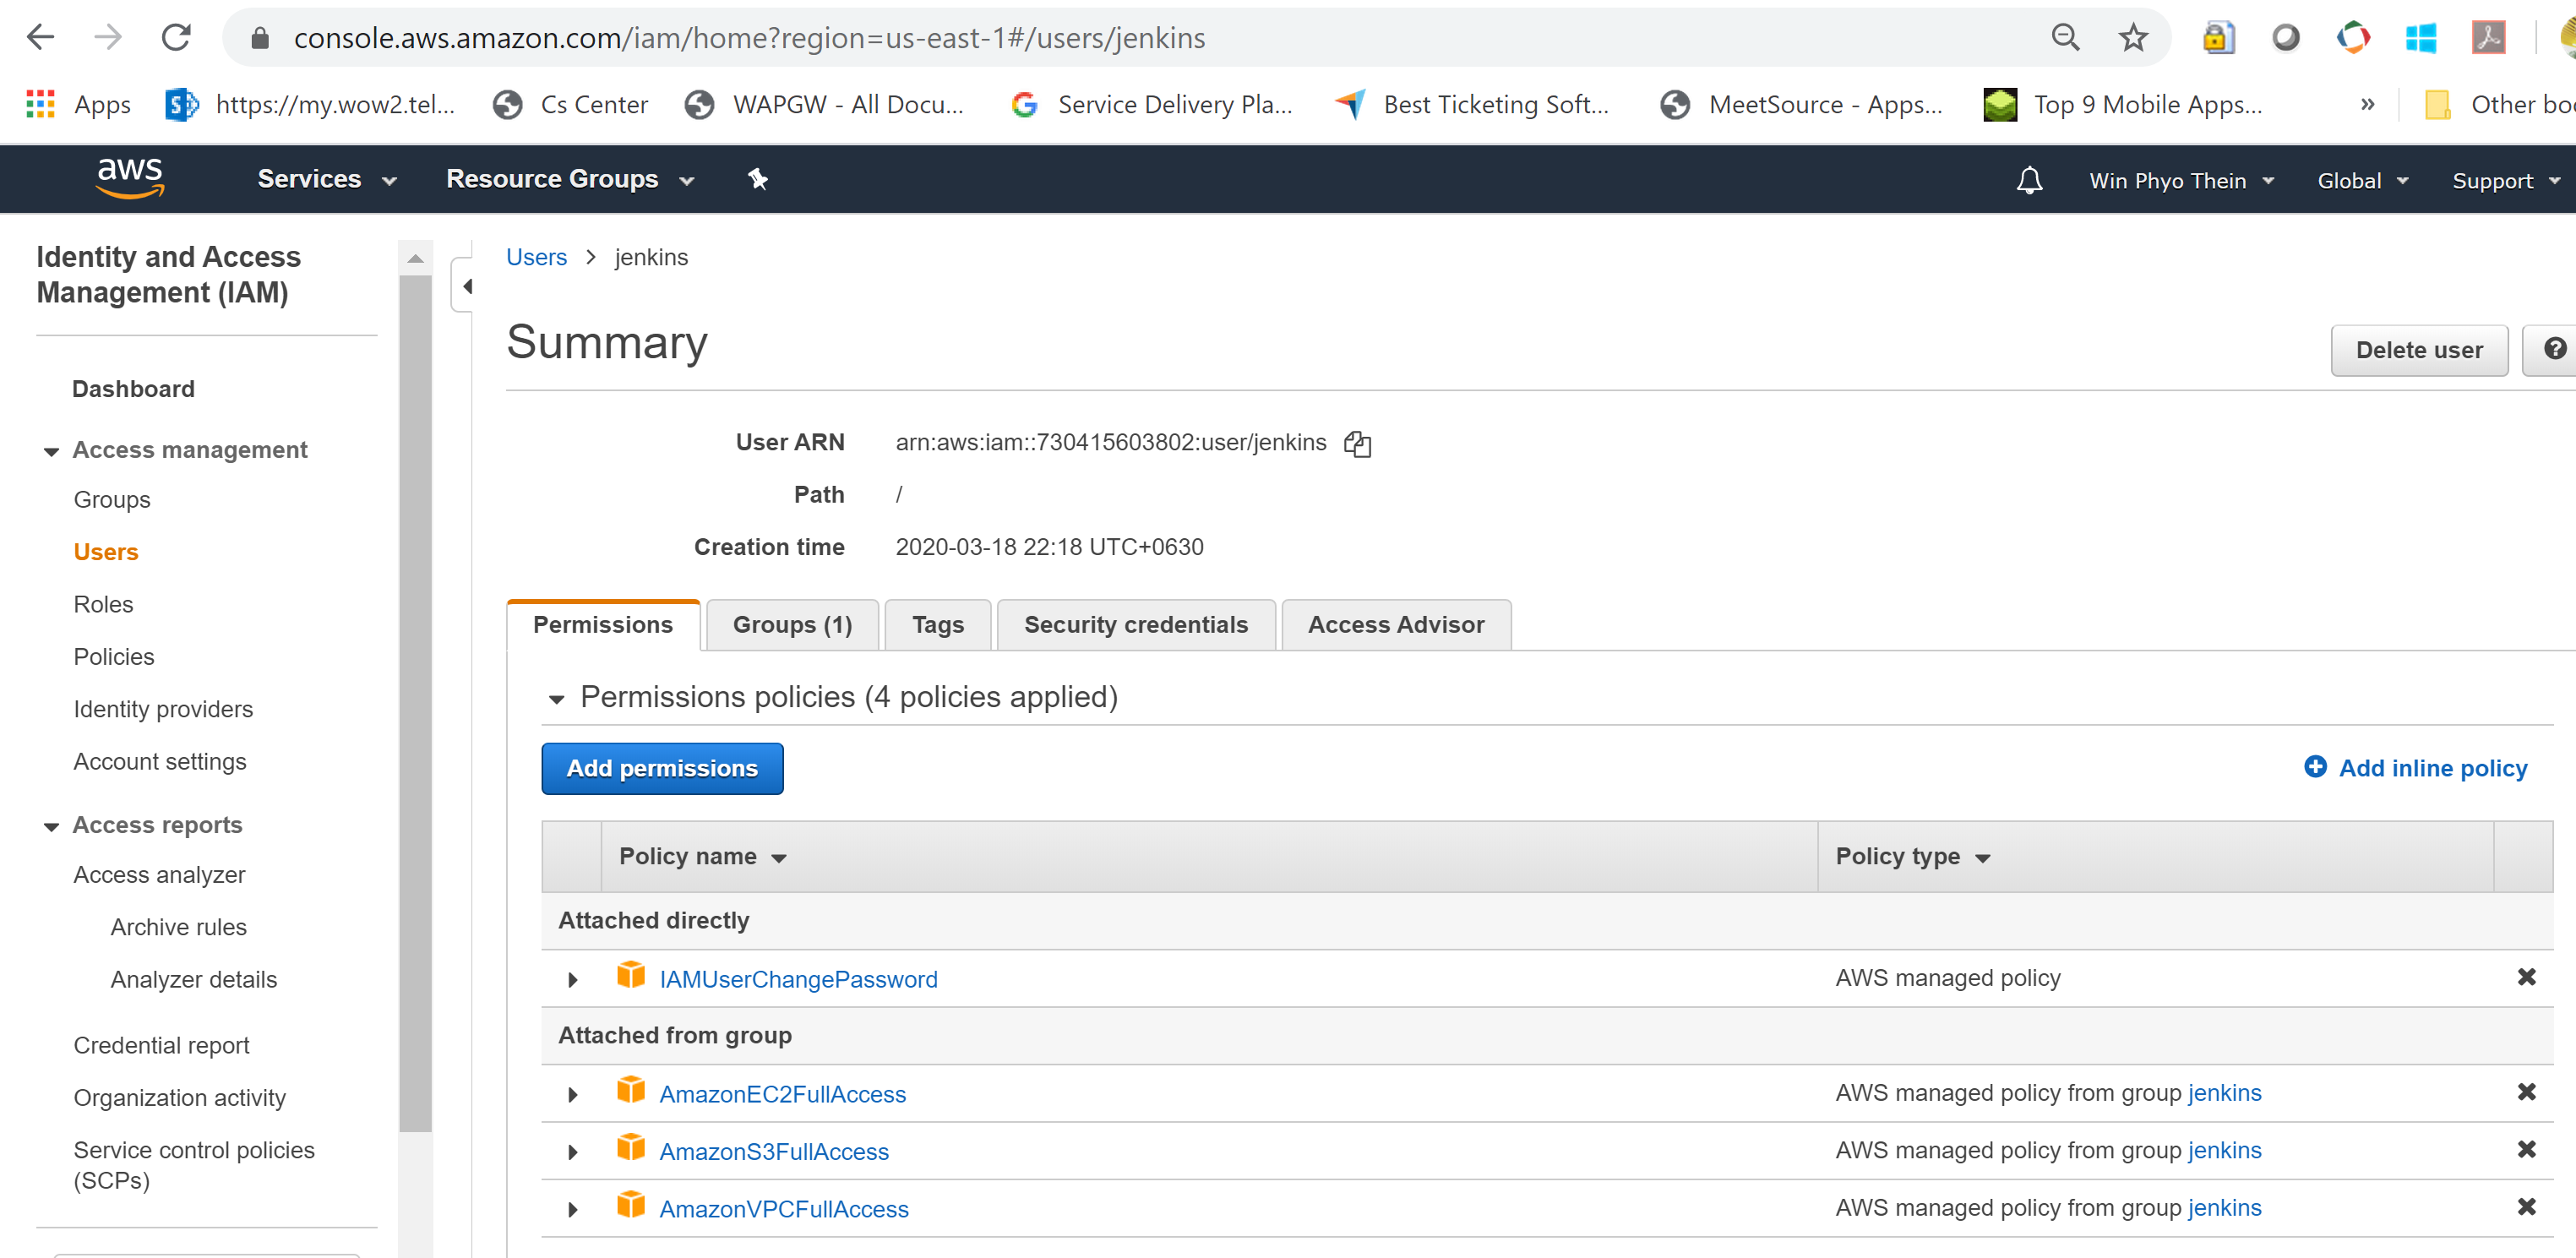 console.aws.amazon.com/iam/home?region=us-east-1#/users/jenkins
Apps https://my.wow2.tel... Cs Center WAPGW - All Docu... Service Delivery Pla... Best Ticketing Soft... MeetSource - Apps... Top 9 Mobile Apps... » Other boo
aws Services Resource Groups Win Phyo Thein Global Support
Identity and Access
Management (IAM)
Dashboard
Access management
Groups
Users
Roles
Policies
Identity providers
Account settings
Access reports
Access analyzer
Archive rules
Analyzer details
Credential report
Organization activity
Service control policies
(SCPs)
Users > jenkins
Summary
Delete user
User ARN arn:aws:iam::730415603802:user/jenkins
Path /
Creation time 2020-03-18 22:18 UTC+0630
Permissions Groups (1) Tags Security credentials Access Advisor
Permissions policies (4 policies applied)
Add permissions Add inline policy
Policy name Policy type
Attached directly
IAMUserChangePassword AWS managed policy
Attached from group
AmazonEC2FullAccess AWS managed policy from group jenkins
AmazonS3FullAccess AWS managed policy from group jenkins
AmazonVPCFullAccess AWS managed policy from group jenkins